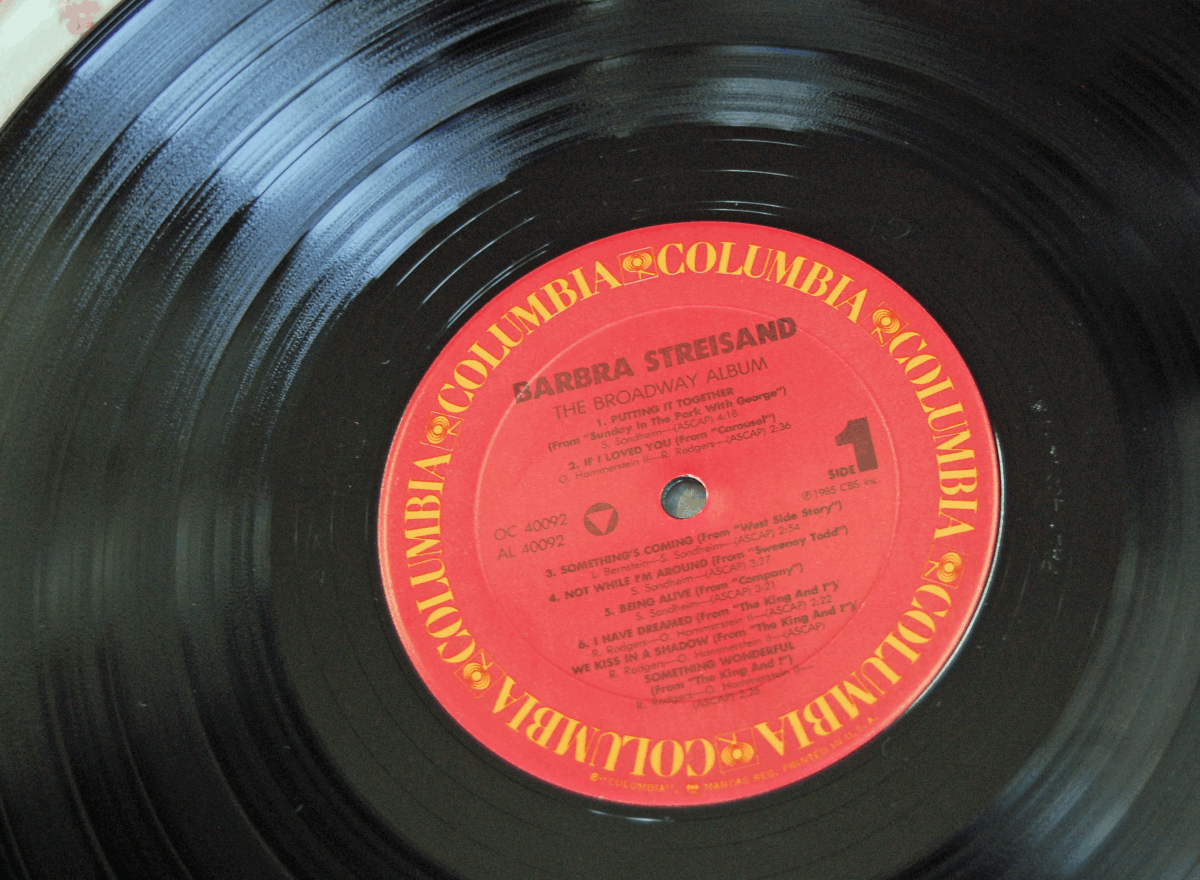 COLUMBIA COLUMBIA COLUMBIA COLUMBIA COLUMBIA COLUMBIA
BARBRA STREISAND
THE BROADWAY ALBUM
1. PUTTING IT TOGETHER
(From "Sunday In The Park With George")
S. Sondheim—(ASCAP) 4:18
2. IF I LOVED YOU (From "Carousel")
O. Hammerstein II—R. Rodgers—(ASCAP) 2:36
SIDE 1
℗1985 CBS Inc.
OC 40092
AL 40092
3. SOMETHING'S COMING (From "West Side Story")
L. Bernstein—S. Sondheim—(ASCAP) 2:54
4. NOT WHILE I'M AROUND (From "Sweeney Todd")
S. Sondheim—(ASCAP) 3:27
5. BEING ALIVE (From "Company")
S. Sondheim—(ASCAP) 3:21
6. I HAVE DREAMED (From "The King And I")/
R. Rodgers—O. Hammerstein II—(ASCAP) 2:22
WE KISS IN A SHADOW (From "The King And I")/
R. Rodgers—O. Hammerstein II—(ASCAP)
SOMETHING WONDERFUL
(From "The King And I")
R. Rodgers—O. Hammerstein II—
(ASCAP)
"COLUMBIA", MARCAS REG. PRINTED IN U.S.A.